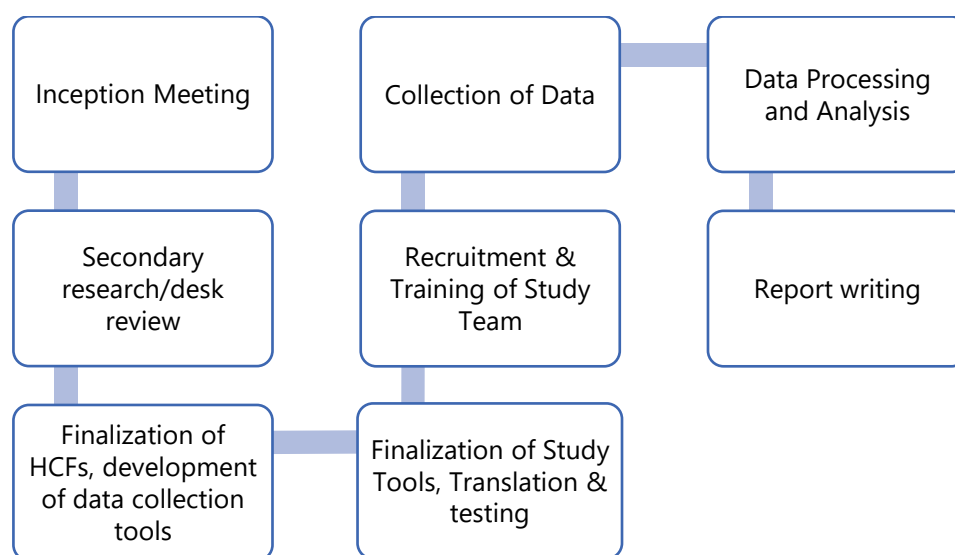 Inception Meeting
Secondary
research/desk
review
Finalization of
HCFs, development
of data collection
tools
Finalization of Study
Tools, Translation &
testing
Recruitment &
Training of Study
Team
Collection of Data
Data Processing
and Analysis
Report writing